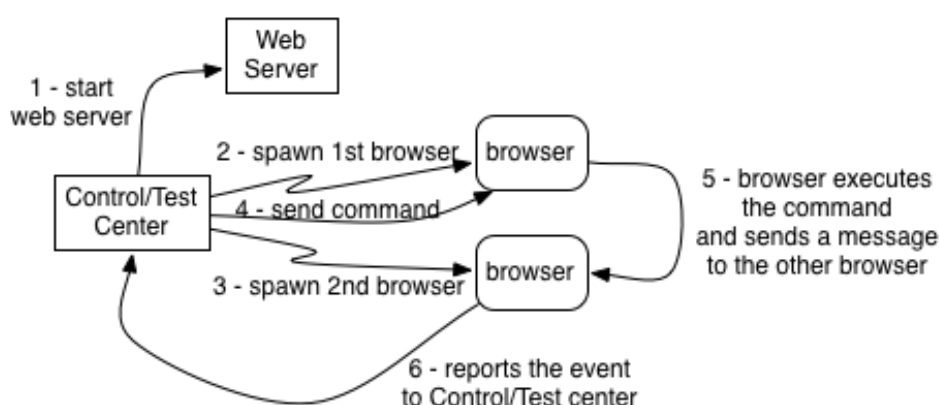 Web
Server
1 - start
web server
2 - spawn 1st browser
browser
Control/Test
Center
4 - send command
5 - browser executes
the command
and sends a message
to the other browser
browser
3 - spawn 2nd browser
6 - reports the event
to Control/Test center